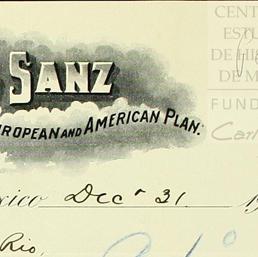 SANZ
EUROPEAN AND AMERICAN PLAN.
Dec 31
Rio,
CENT
ESTU
DE HI
DE M
FUND
Carl